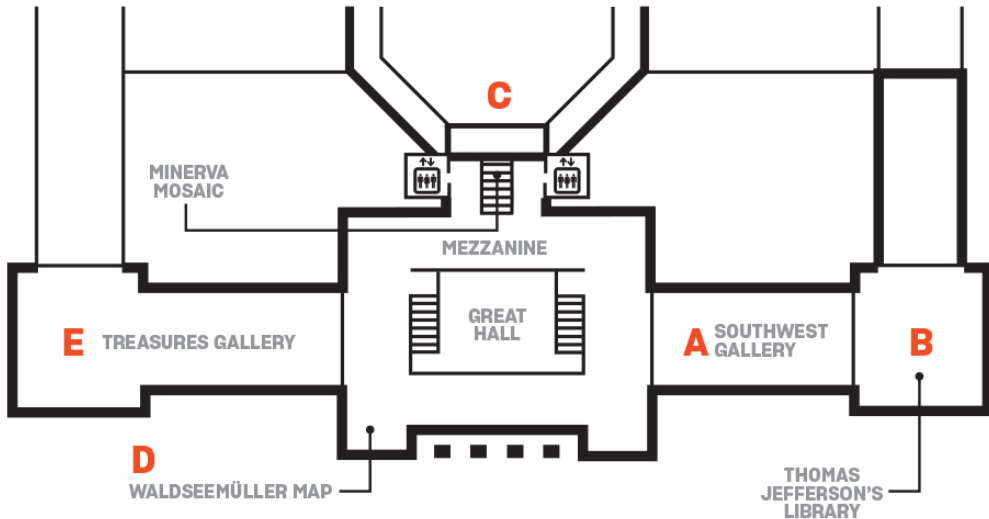 C
MINERVA
MOSAIC
MEZZANINE
GREAT
HALL
E
TREASURES GALLERY
A
SOUTHWEST
GALLERY
B
D
WALDSEEMÜLLER MAP
THOMAS
JEFFERSON'S
LIBRARY